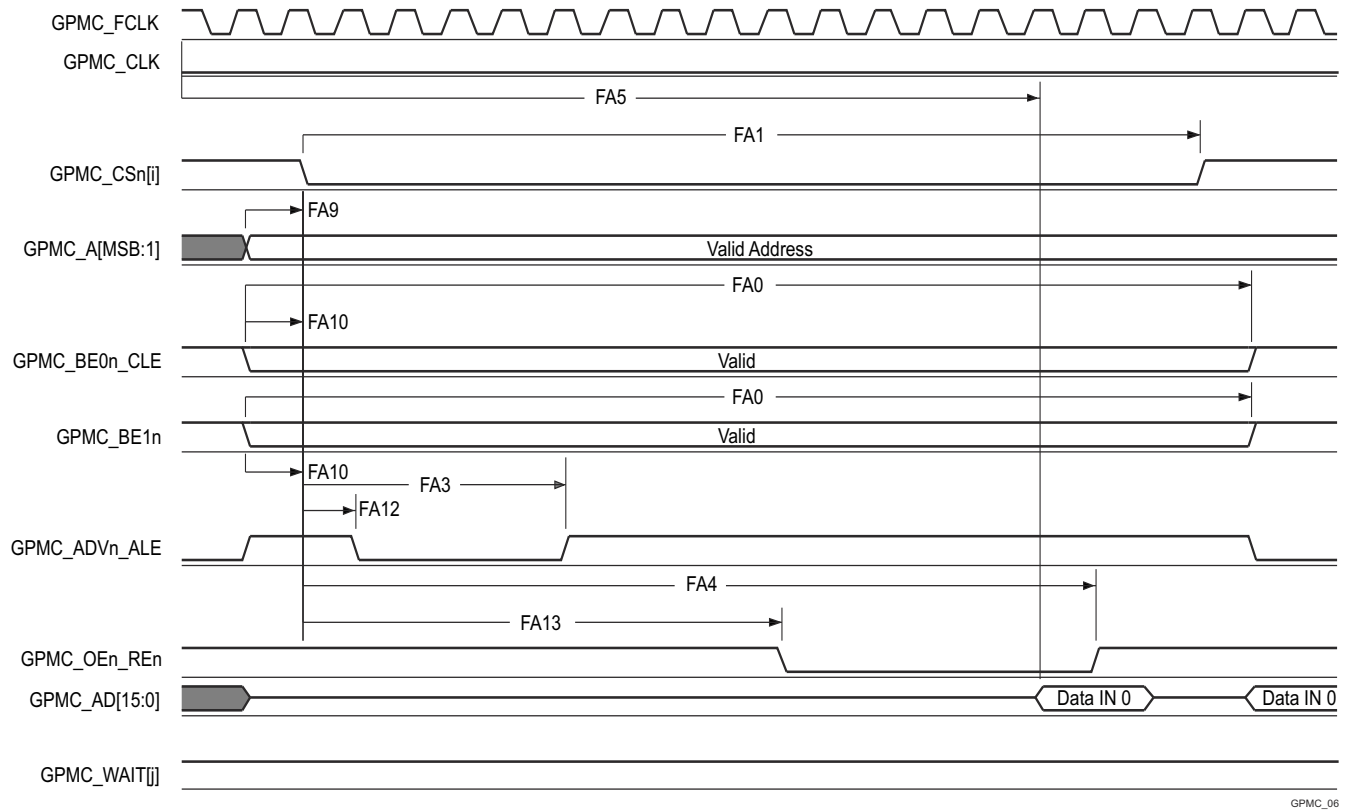 GPMC_FCLK
GPMC_CLK
FA5
FA1
GPMC_CSn[i]
FA9
GPMC_A[MSB:1]
Valid Address
FA0
FA10
GPMC_BE0n_CLE
Valid
FA0
GPMC_BE1n
Valid
FA10
FA3
FA12
GPMC_ADVn_ALE
FA4
FA13
GPMC_OEn_REn
GPMC_AD[15:0]
Data IN 0
Data IN 0
GPMC_WAIT[j]
GPMC_06